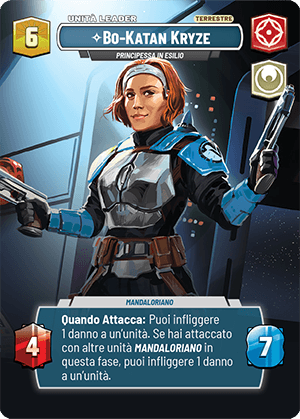 UNITÀ LEADER
TERRESTRE
6
✧BO-KATAN KRYZE
PRINCIPESSA IN ESILIO
MANDALORIANO
Quando Attacca: Puoi infliggere
1 danno a un'unità. Se hai attaccato
con altre unità MANDALORIANO in
questa fase, puoi infliggere 1 danno
a un'unità.
4
7